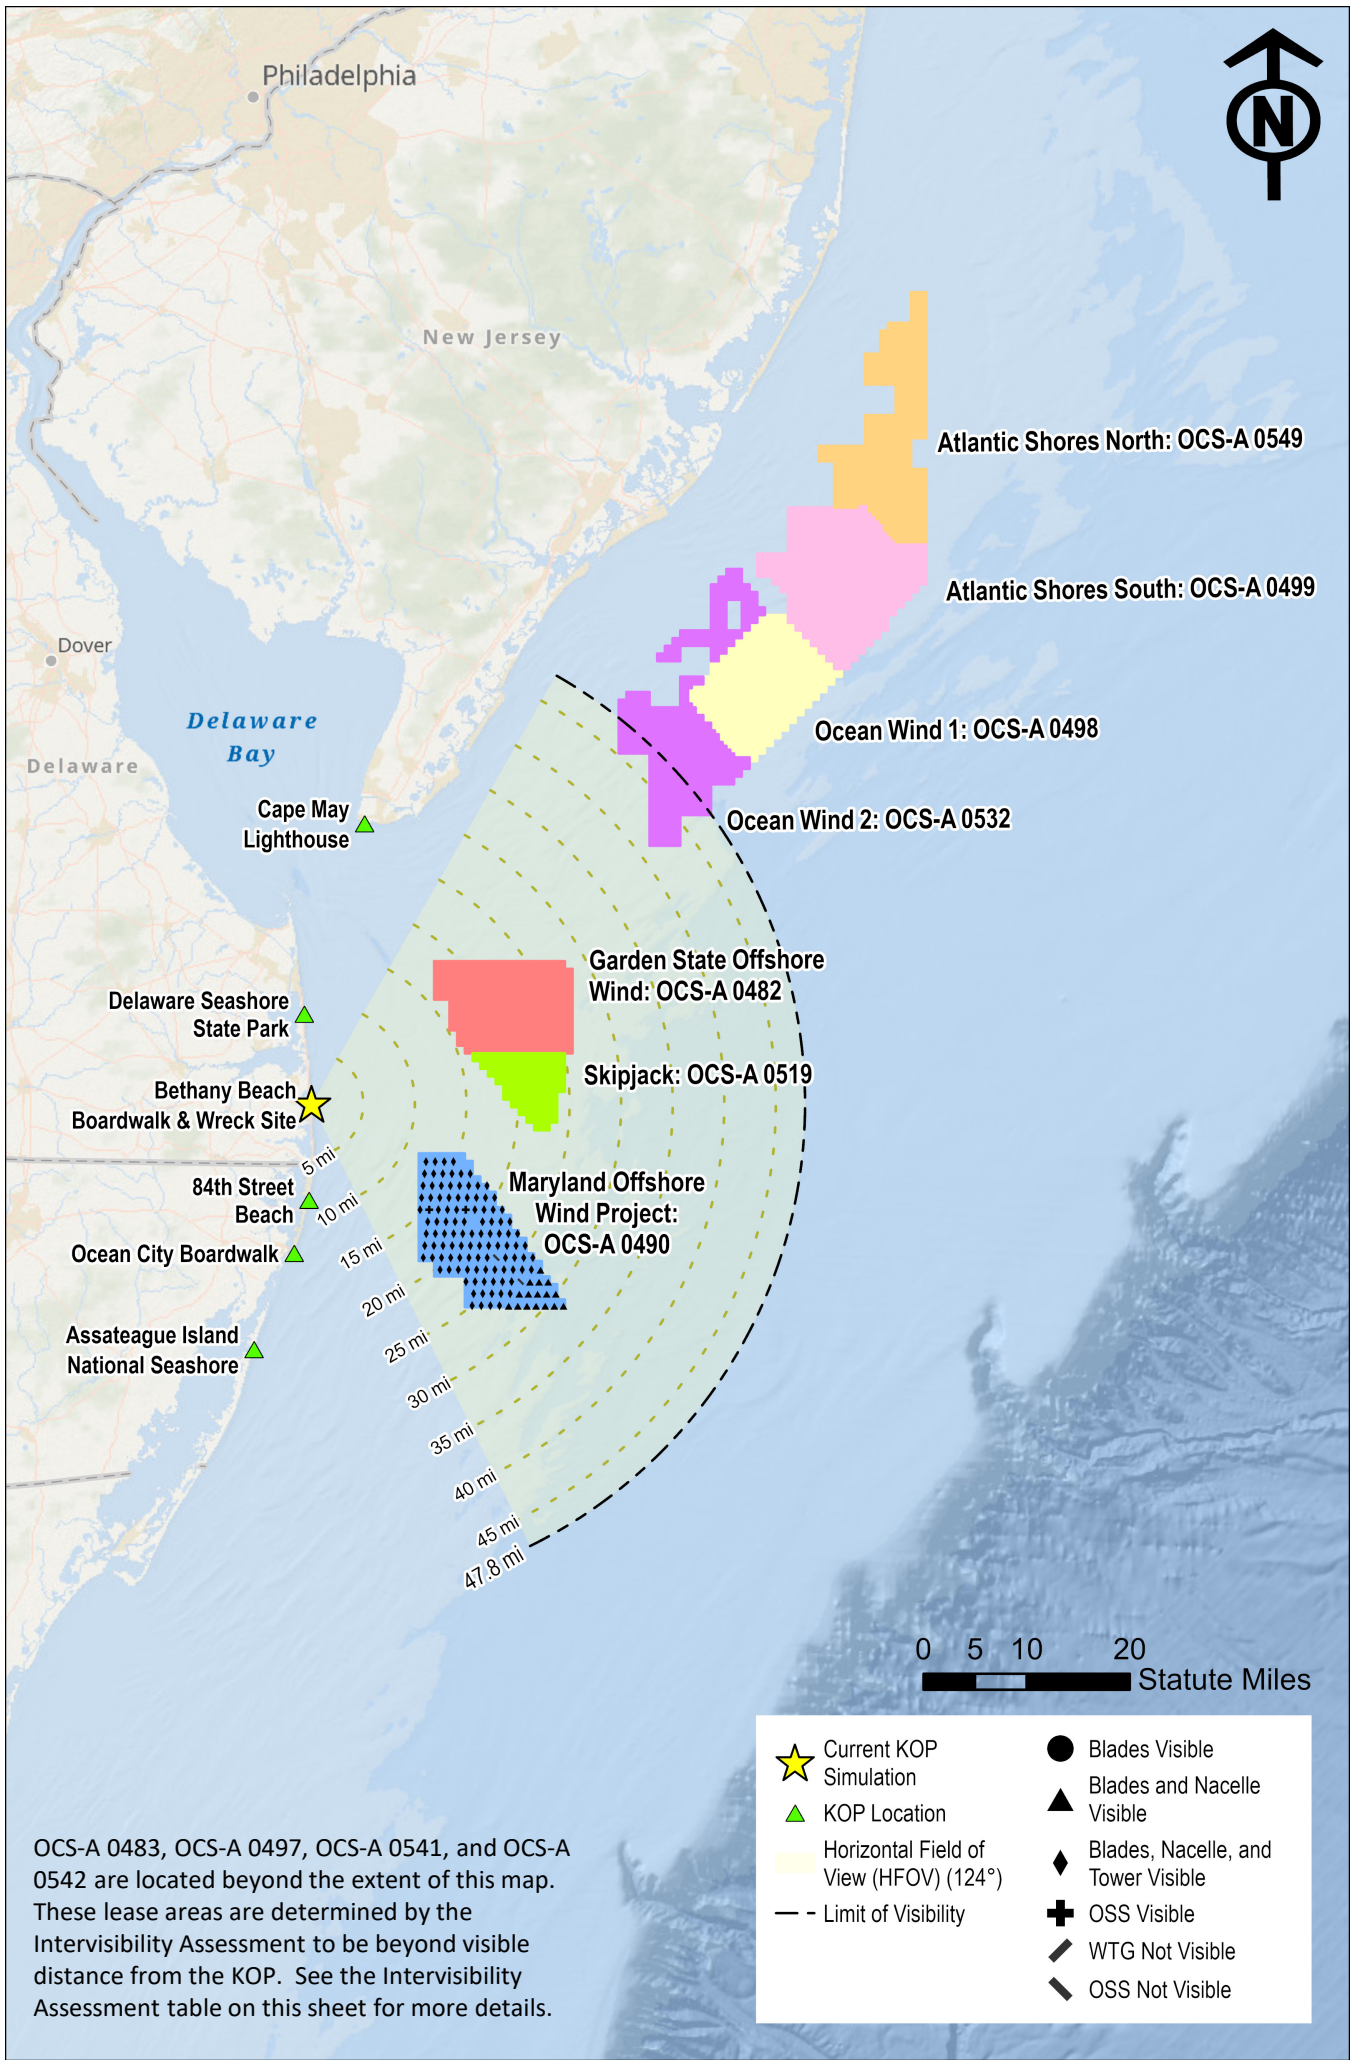 N
Philadelphia
New Jersey
Atlantic Shores North: OCS-A 0549
Atlantic Shores South: OCS-A 0499
Dover
Delaware
Bay
Delaware
Ocean Wind 1: OCS-A 0498
Cape May
Lighthouse
Ocean Wind 2: OCS-A 0532
Garden State Offshore
Wind: OCS-A 0482
Delaware Seashore
State Park
Skipjack: OCS-A 0519
Bethany Beach
Boardwalk & Wreck Site
84th Street
Beach
Ocean City Boardwalk
Assateague Island
National Seashore
Maryland Offshore
Wind Project:
OCS-A 0490
5 mi
10 mi
15 mi
20 mi
25 mi
30 mi
35 mi
40 mi
45 mi
47.8 mi
0 5 10 20
Statute Miles
Current KOP
Simulation
KOP Location
Horizontal Field of
View (HFOV) (124°)
Limit of Visibility
Blades Visible
Blades and Nacelle
Visible
Blades, Nacelle, and
Tower Visible
OSS Visible
WTG Not Visible
OSS Not Visible
OCS-A 0483, OCS-A 0497, OCS-A 0541, and OCS-A
0542 are located beyond the extent of this map.
These lease areas are determined by the
Intervisibility Assessment to be beyond visible
distance from the KOP.  See the Intervisibility
Assessment table on this sheet for more details.